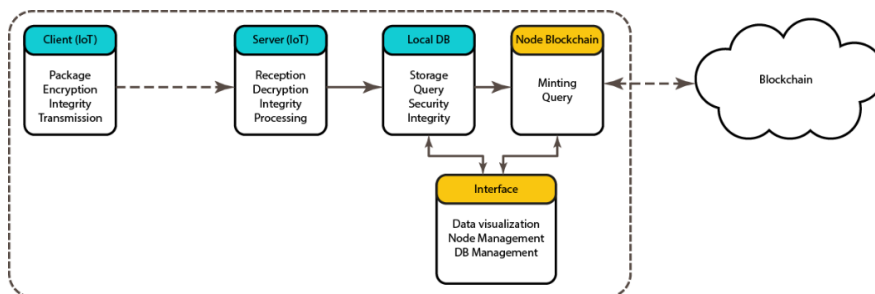 Client (IoT)
Package
Encryption
Integrity
Transmission
Server (IoT)
Reception
Decryption
Integrity
Processing
Local DB
Storage
Query
Security
Integrity
Node Blockchain
Minting
Query
Blockchain
Interface
Data visualization
Node Management
DB Management